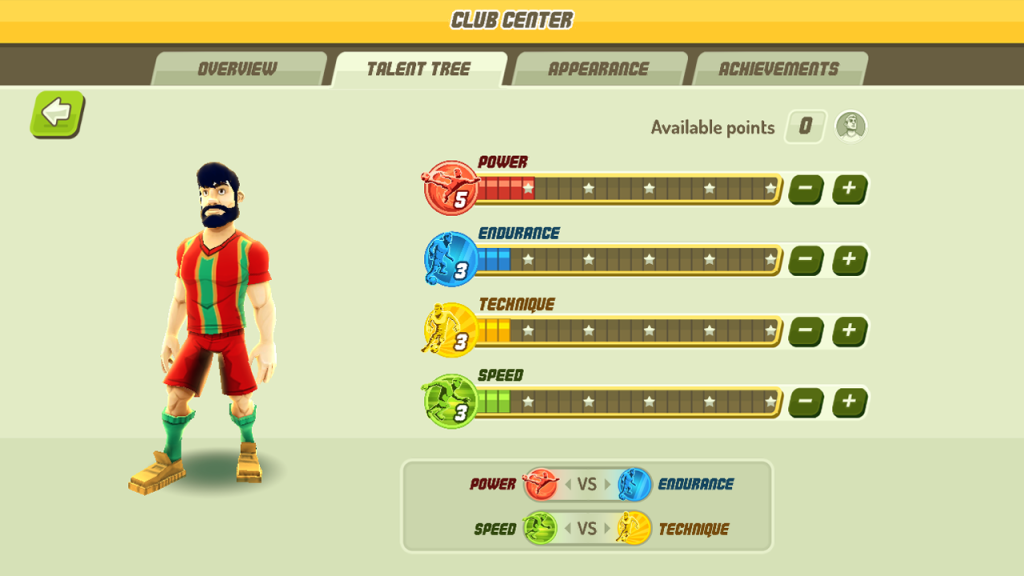 CLUB CENTER
OVERVIEW
TALENT TREE
APPEARANCE
ACHIEVEMENTS
Available points 0
POWER
5
ENDURANCE
3
TECHNIQUE
3
SPEED
3
POWER VS ENDURANCE
SPEED VS TECHNIQUE